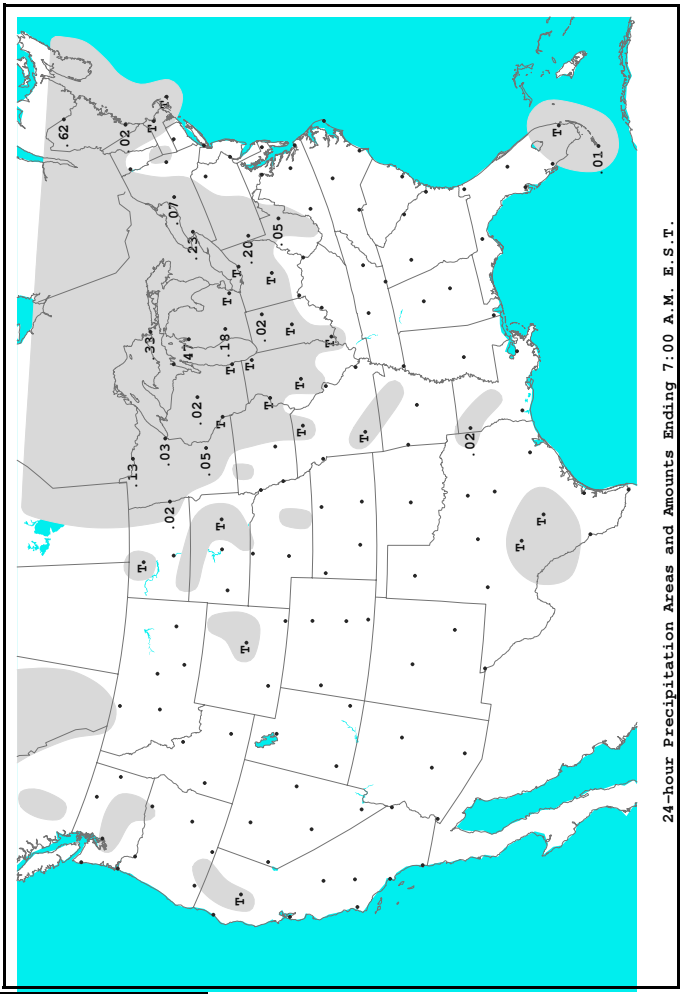 .62
.02
.13
T
.33
T
T
.03
.02
.07
.47
.23
.02
.05
T
T
.18
T
T
T
T
T
.20
T
.02
T
T
.05
T
T
T
T
T
.02
T
T
T
.01
24-hour Precipitation Areas and Amounts Ending 7:00 A.M. E.S.T.